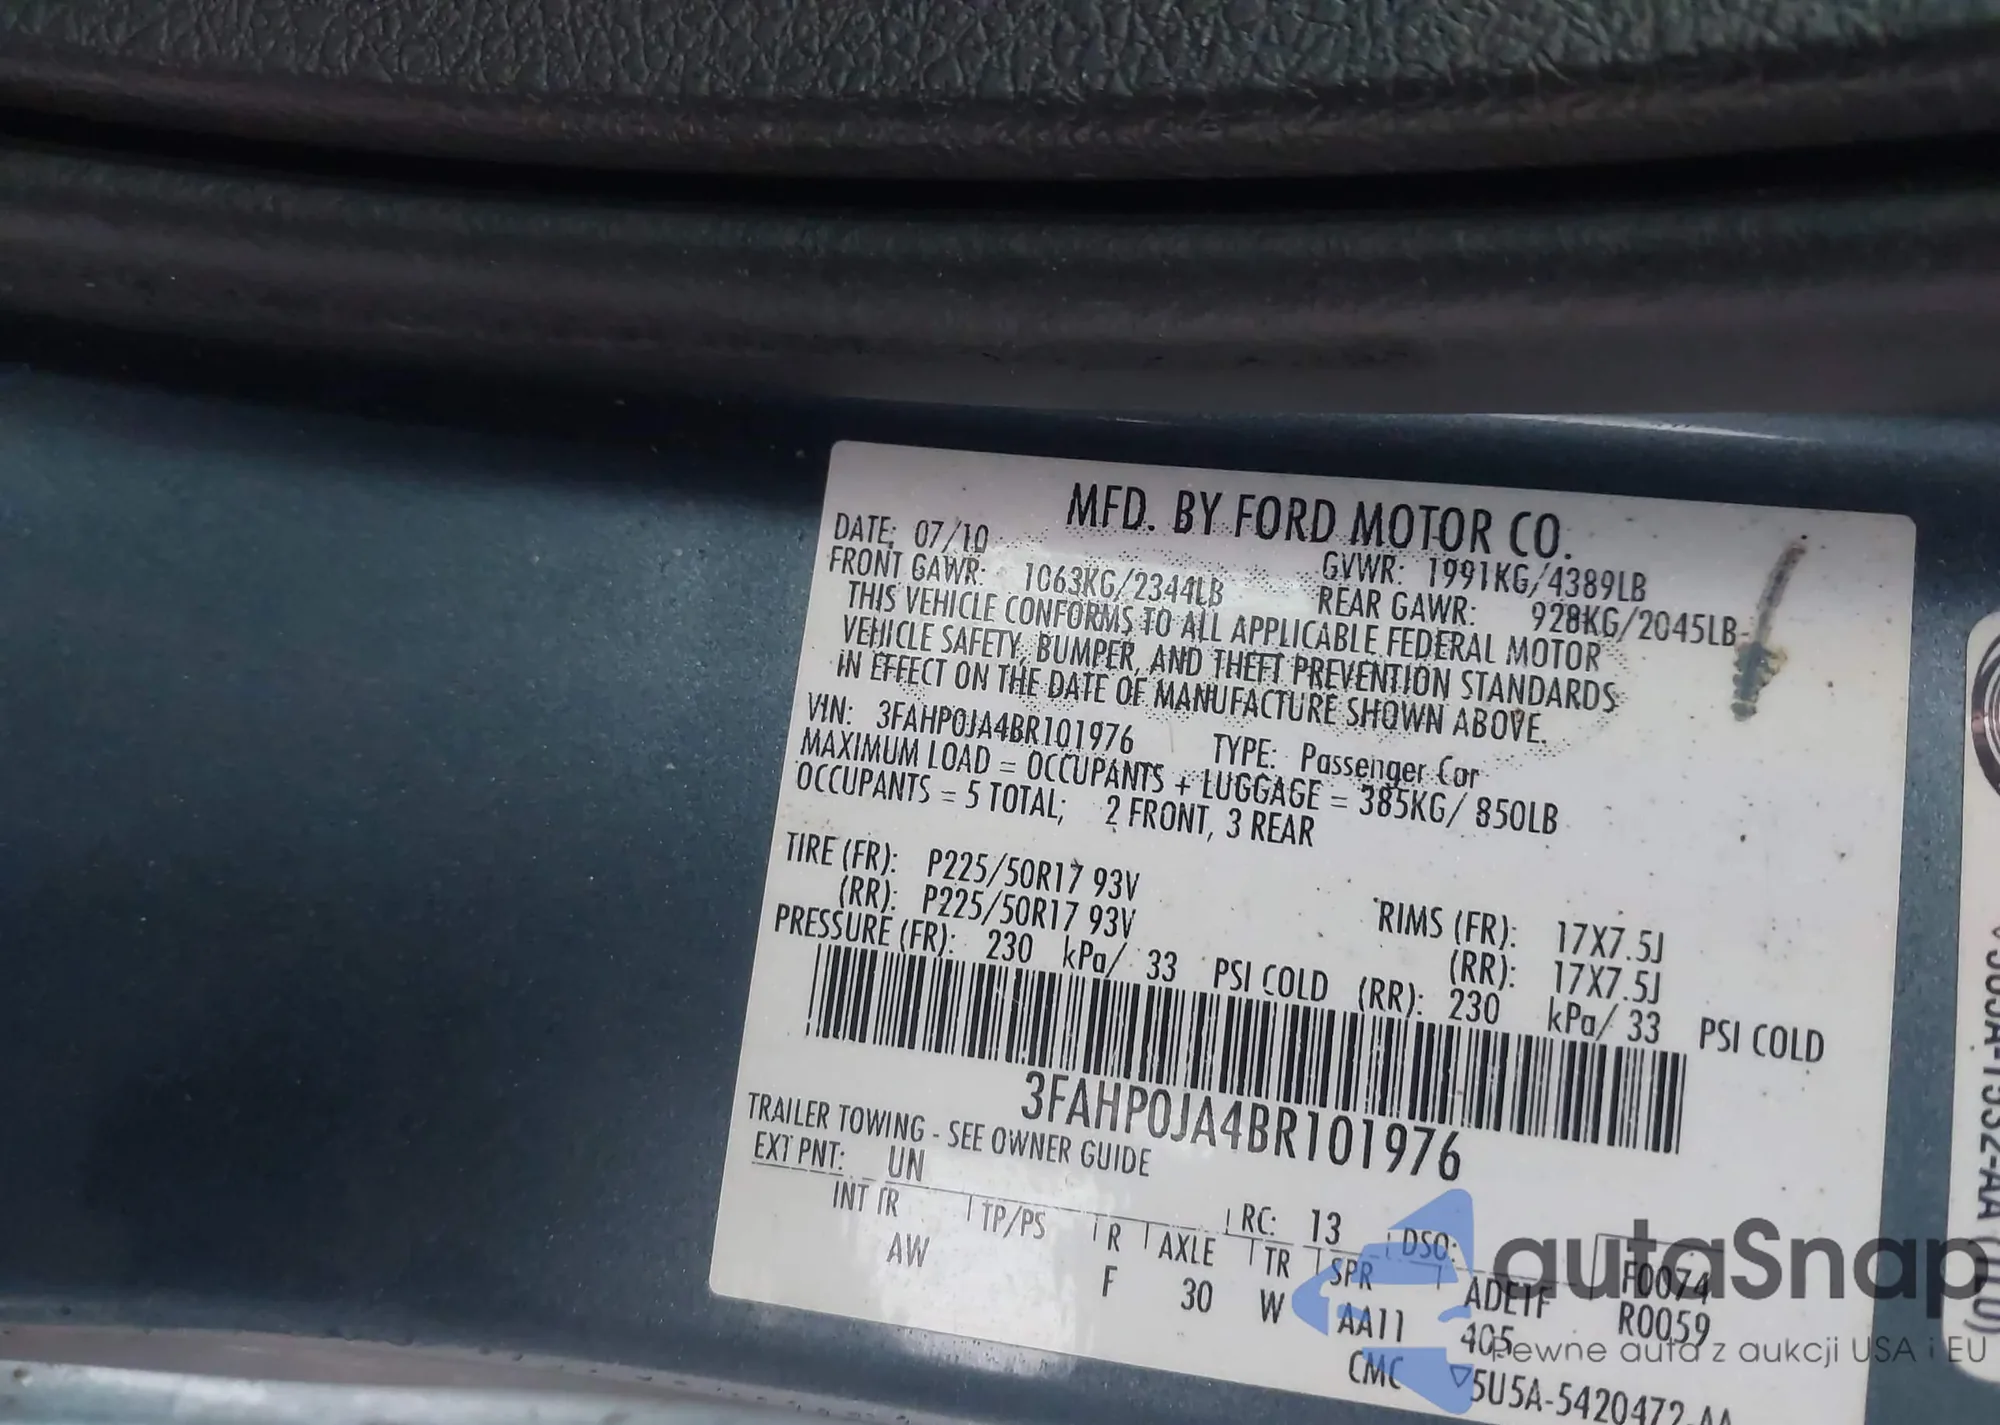 MFD. BY FORD MOTOR CO.
DATE: 07/10 GVWR: 1991KG/4389LB
FRONT GAWR: 1063KG/2344LB REAR GAWR: 928KG/2045LB
THIS VEHICLE CONFORMS TO ALL APPLICABLE FEDERAL MOTOR
VEHICLE SAFETY, BUMPER, AND THEFT PREVENTION STANDARDS
IN EFFECT ON THE DATE OF MANUFACTURE SHOWN ABOVE.
VIN: 3FAHP0JA4BR101976 TYPE: Passenger Car
MAXIMUM LOAD = OCCUPANTS + LUGGAGE = 385KG/ 850LB
OCCUPANTS = 5 TOTAL; 2 FRONT, 3 REAR
TIRE (FR): P225/50R17 93V RIMS (FR): 17X7.5J
(RR): P225/50R17 93V (RR): 17X7.5J
PRESSURE (FR): 230 kPa/ 33 PSI COLD (RR): 230 kPa/ 33 PSI COLD
3FAHP0JA4BR101976
TRAILER TOWING - SEE OWNER GUIDE
EXT PNT: UN RC: 13 DSO: F0074
INT TR TP/PS R AXLE TR SPR R0059
AW F 30 W AA11 405
CMC 5U5A-5420472-AA
autaSnap
Pewne auta z aukcji USA i EU